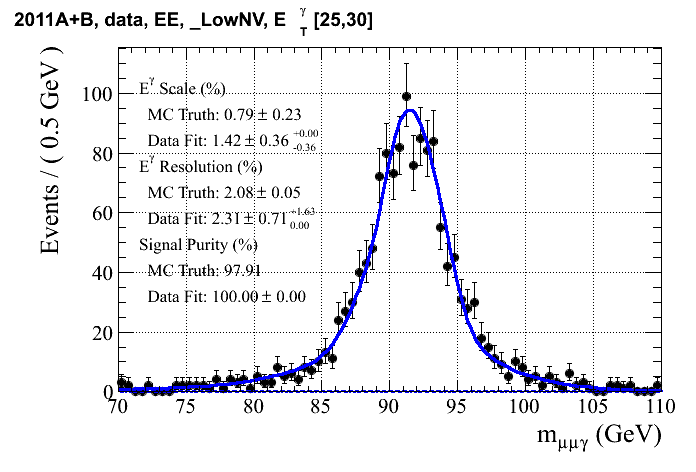 2011A+B, data, EE, _LowNV, E_T^γ [25,30]
Events / ( 0.5 GeV )
E^γ Scale (%)
MC Truth: 0.79 ± 0.23
Data Fit: 1.42 ± 0.36 +0.00 -0.36
E^γ Resolution (%)
MC Truth: 2.08 ± 0.05
Data Fit: 2.31 ± 0.71 +1.63 0.00
Signal Purity (%)
MC Truth: 97.91
Data Fit: 100.00 ± 0.00
100
80
60
40
20
0
70 75 80 85 90 95 100 105 110
m_μμγ (GeV)